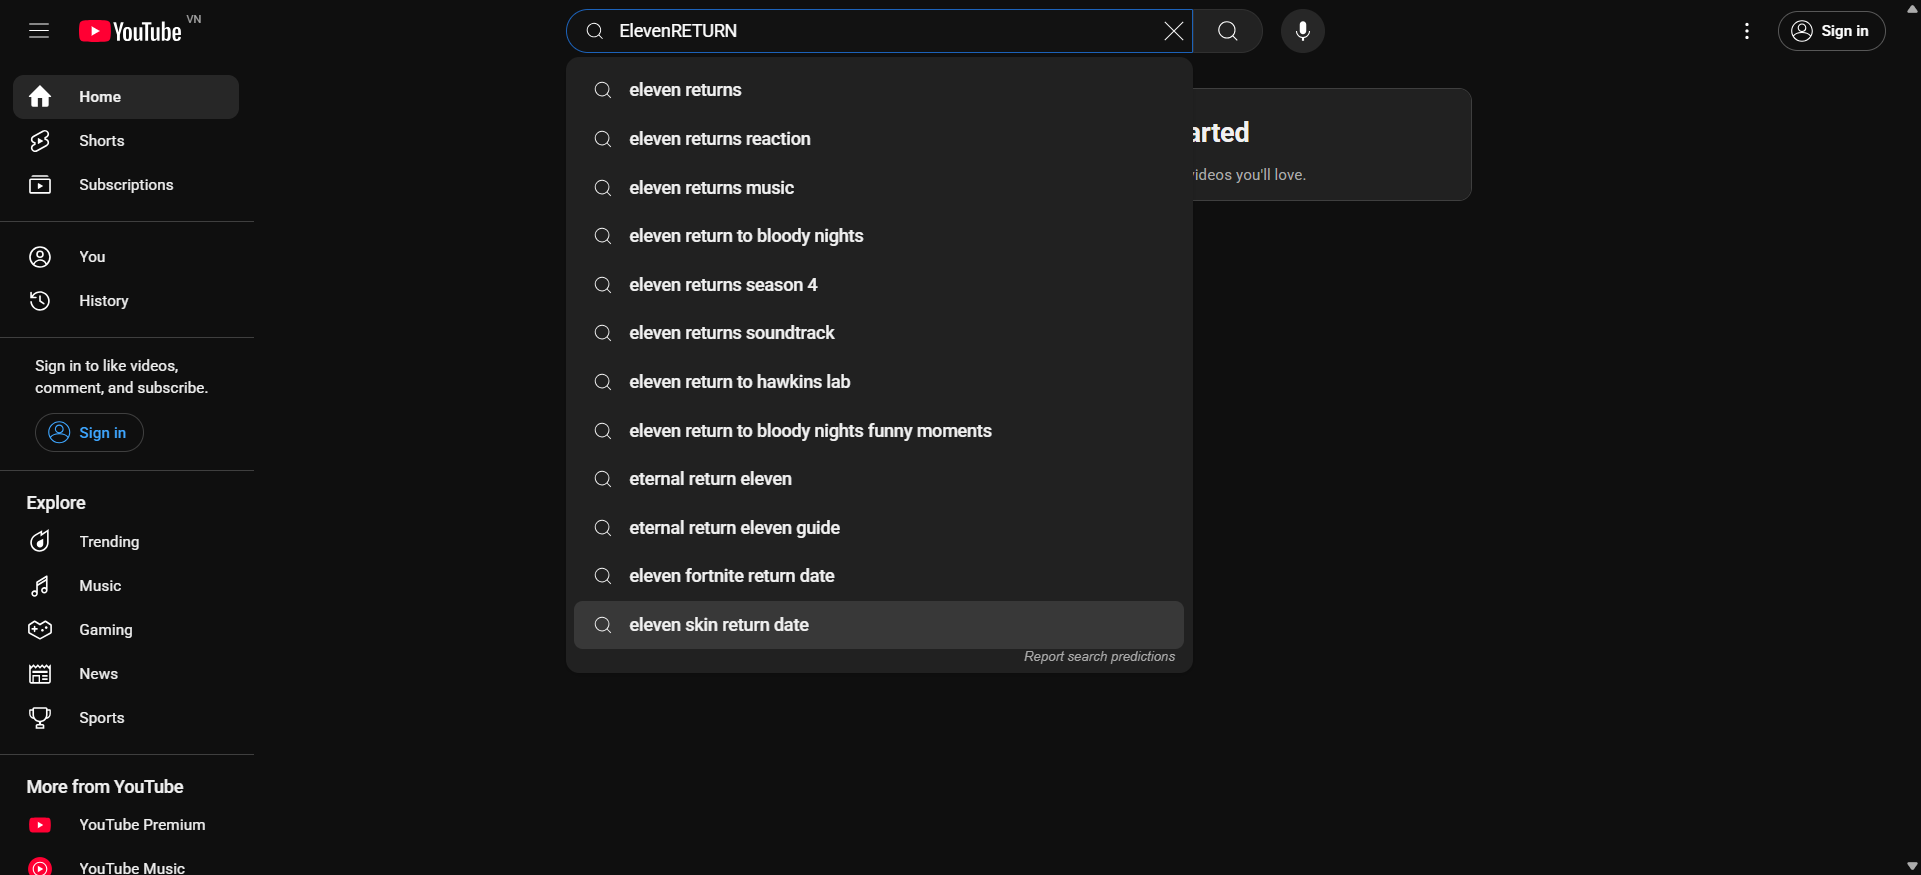 YouTube VN
ElevenRETURN
Sign in
Home
Shorts
Subscriptions
You
History
Sign in to like videos,
comment, and subscribe.
Sign in
Explore
Trending
Music
Gaming
News
Sports
More from YouTube
YouTube Premium
YouTube Music
eleven returns
eleven returns reaction
eleven returns music
eleven return to bloody nights
eleven returns season 4
eleven returns soundtrack
eleven return to hawkins lab
eleven return to bloody nights funny moments
eternal return eleven
eternal return eleven guide
eleven fortnite return date
eleven skin return date
Report search predictions
arted
videos you'll love.